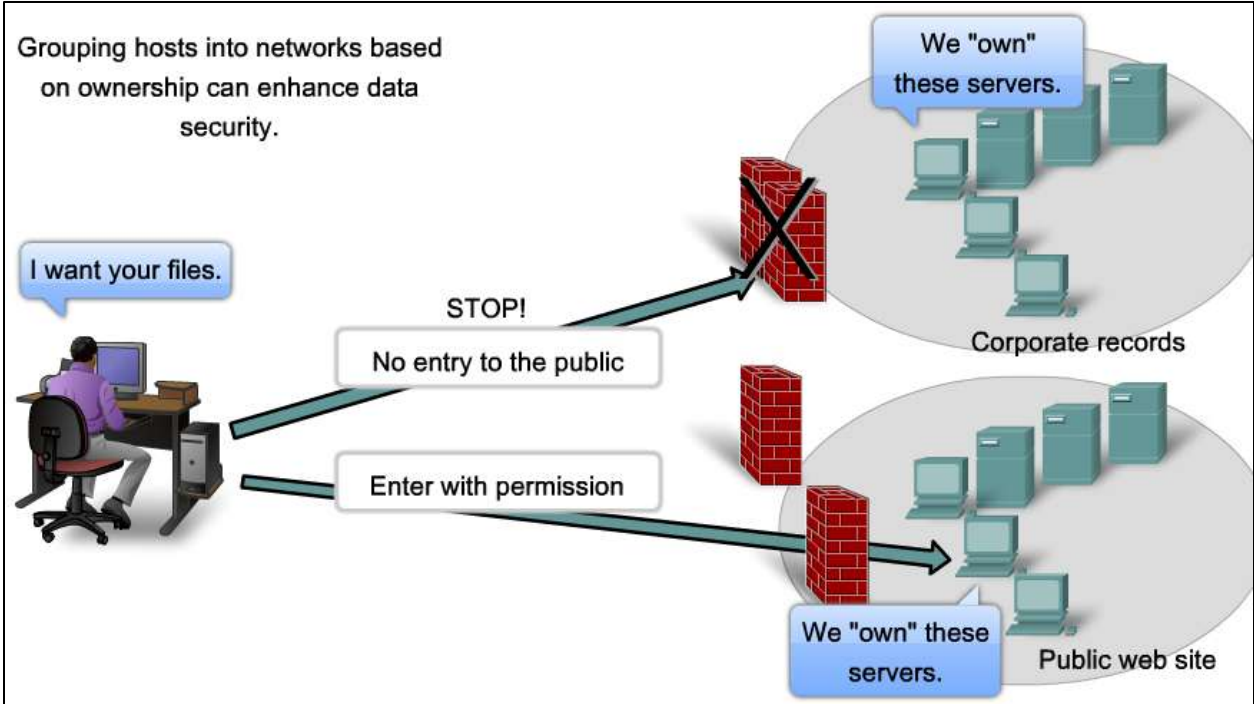 Grouping hosts into networks based
on ownership can enhance data
security.
We "own"
these servers.
I want your files.
STOP!
No entry to the public
Corporate records
Enter with permission
We "own" these
servers.
Public web site